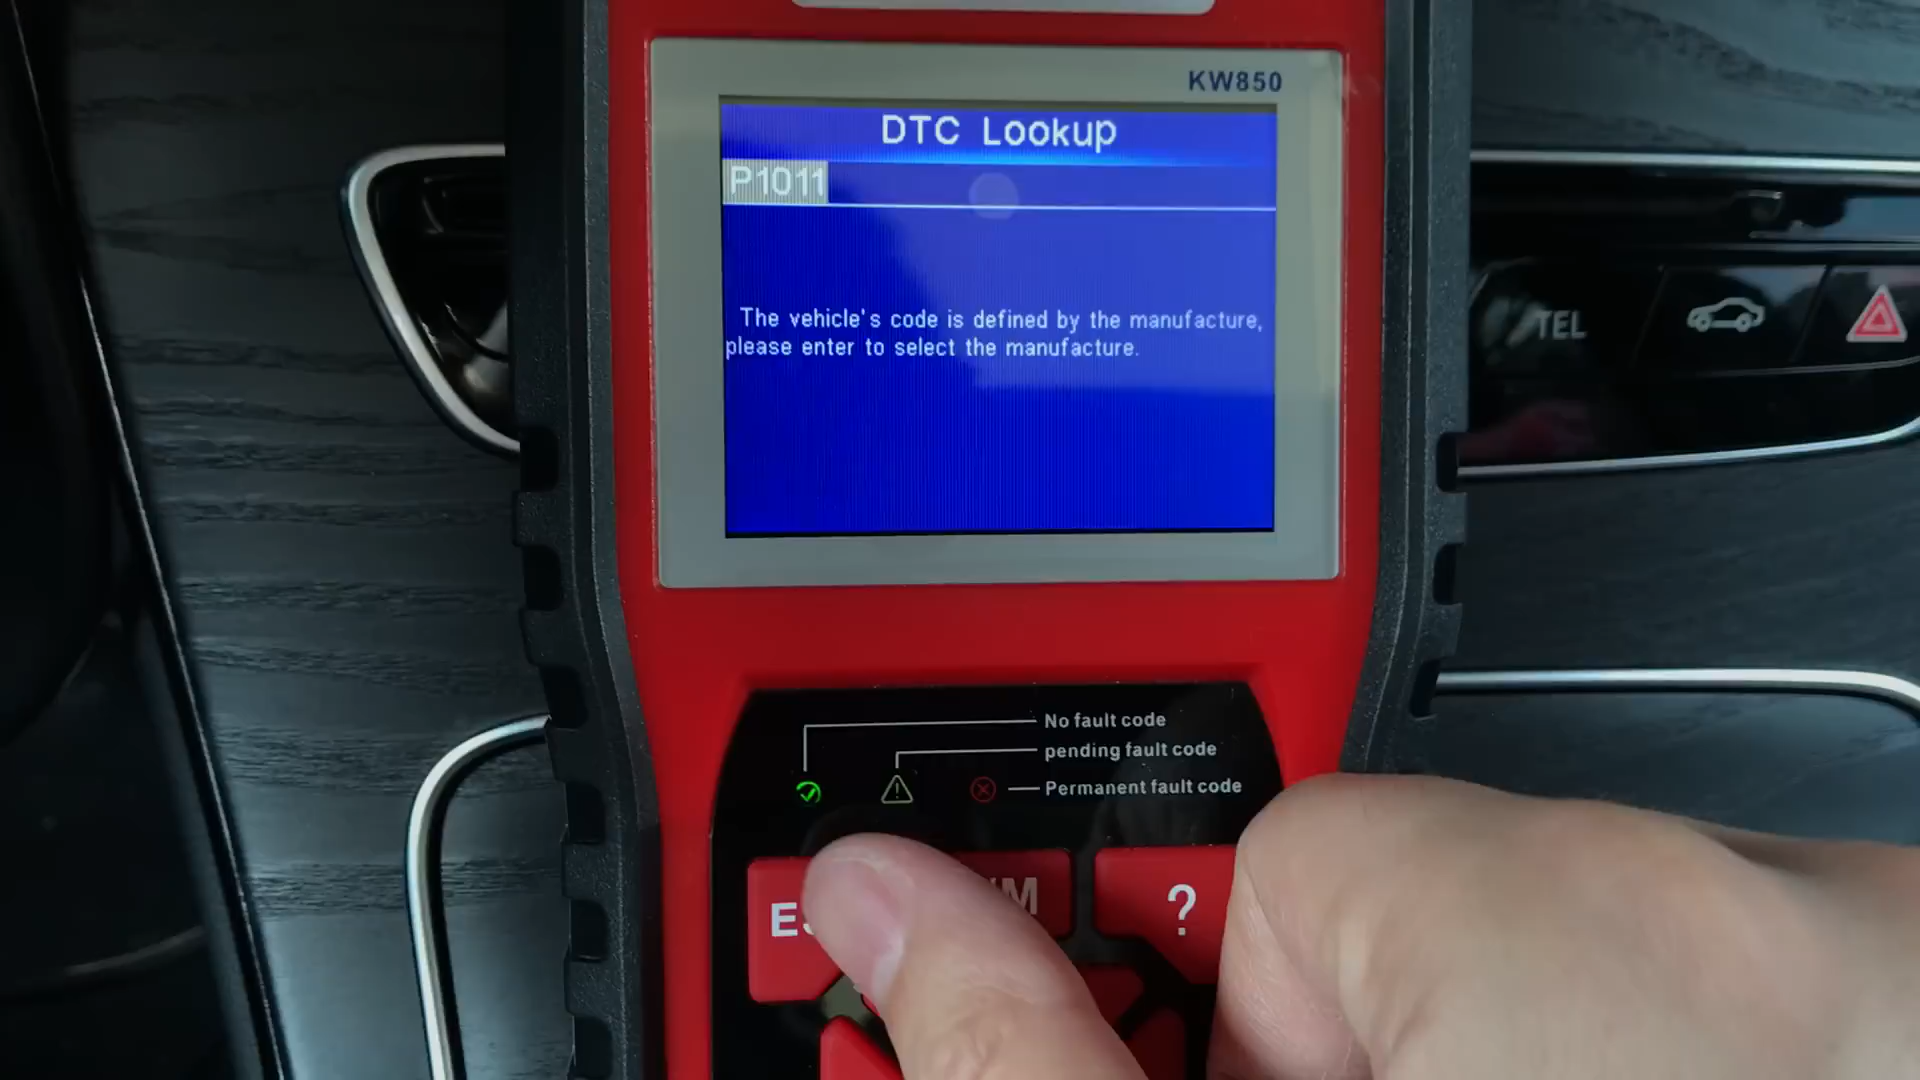 KW850
DTC Lookup
P1011
The vehicle's code is defined by the manufacture,
please enter to select the manufacture.
TEL
No fault code
pending fault code
Permanent fault code
?